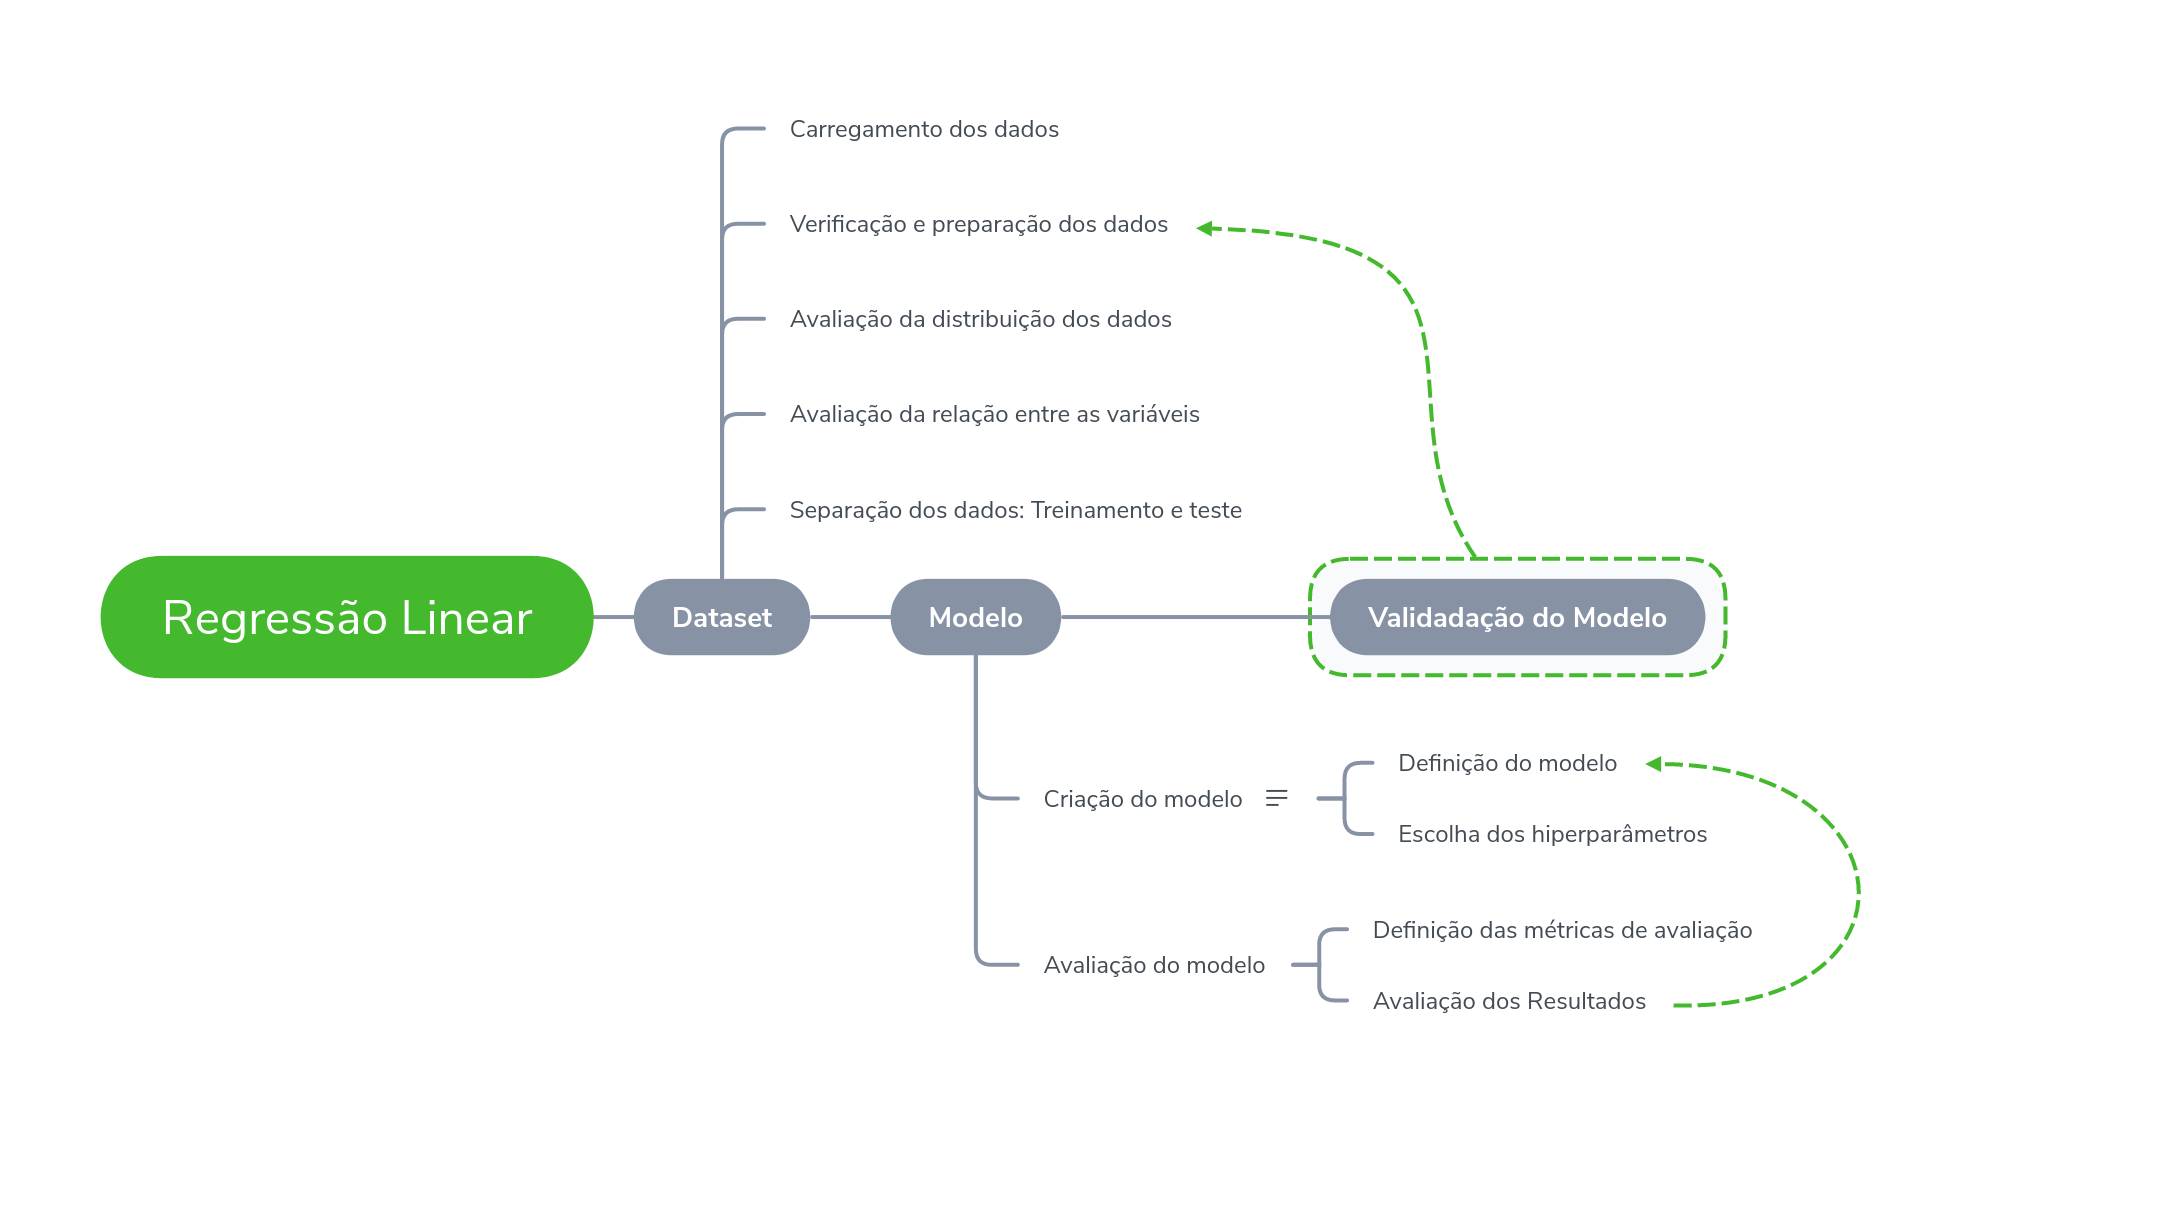 Carregamento dos dados
Verificação e preparação dos dados
Avaliação da distribuição dos dados
Avaliação da relação entre as variáveis
Separação dos dados: Treinamento e teste
Regressão Linear
Dataset
Modelo
Validadação do Modelo
Definição do modelo
Criação do modelo
Escolha dos hiperparâmetros
Definição das métricas de avaliação
Avaliação do modelo
Avaliação dos Resultados